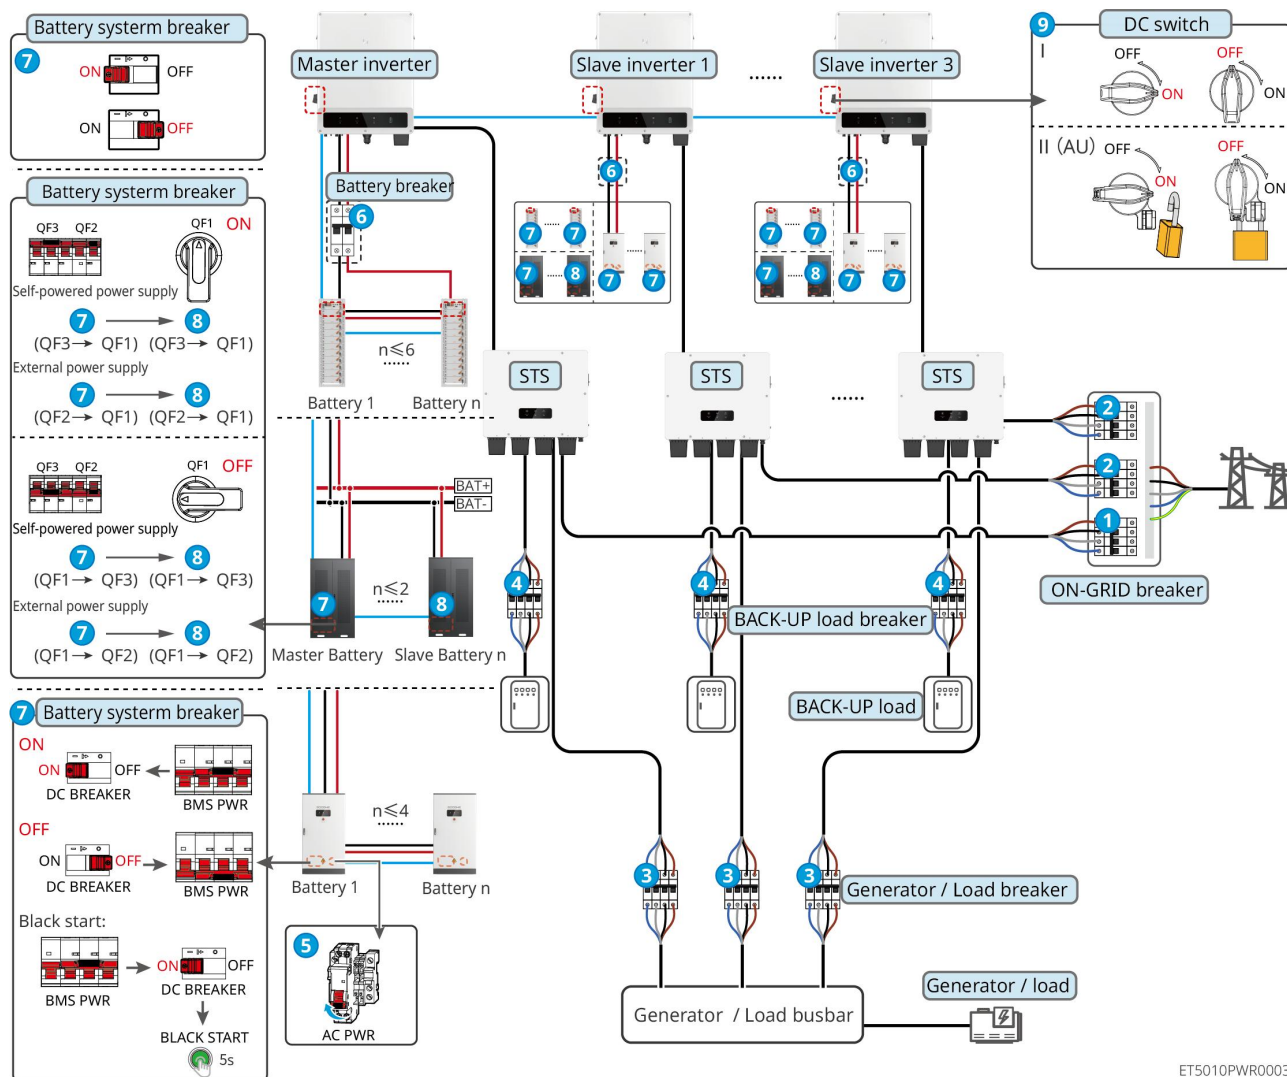 Battery systerm breaker
7
ON
OFF
ON
OFF
Battery systerm breaker
QF3
QF2
QF1
ON
Self-powered power supply
7
8
(QF3→ QF1)
(QF3→ QF1)
External power supply
7
8
(QF2→ QF1)
(QF2→ QF1)
QF3
QF2
QF1
OFF
Self-powered power supply
7
8
(QF1→ QF3)
(QF1→ QF3)
External power supply
7
8
(QF1→ QF2)
(QF1→ QF2)
7
Battery systerm breaker
ON
ON
OFF
DC BREAKER
BMS PWR
OFF
ON
OFF
DC BREAKER
BMS PWR
Black start:
BMS PWR
ON
OFF
DC BREAKER
BLACK START
5s
Master inverter
Slave inverter 1
......
Slave inverter 3
Battery breaker
6
6
6
7
......
7
7
......
8
......
7
7
7
......
7
7
......
8
......
7
7
n≤6
......
Battery 1
Battery n
BAT+
BAT-
n≤2
......
7
8
Master Battery
Slave Battery n
n≤4
......
Battery 1
Battery n
5
AC PWR
STS
STS
......
STS
4
4
4
BACK-UP load breaker
BACK-UP load
3
3
3
Generator / Load breaker
Generator / Load busbar
Generator / load
2
2
1
ON-GRID breaker
9
DC switch
I
OFF
ON
OFF
ON
II (AU)
OFF
ON
OFF
ON
ET5010PWR0003